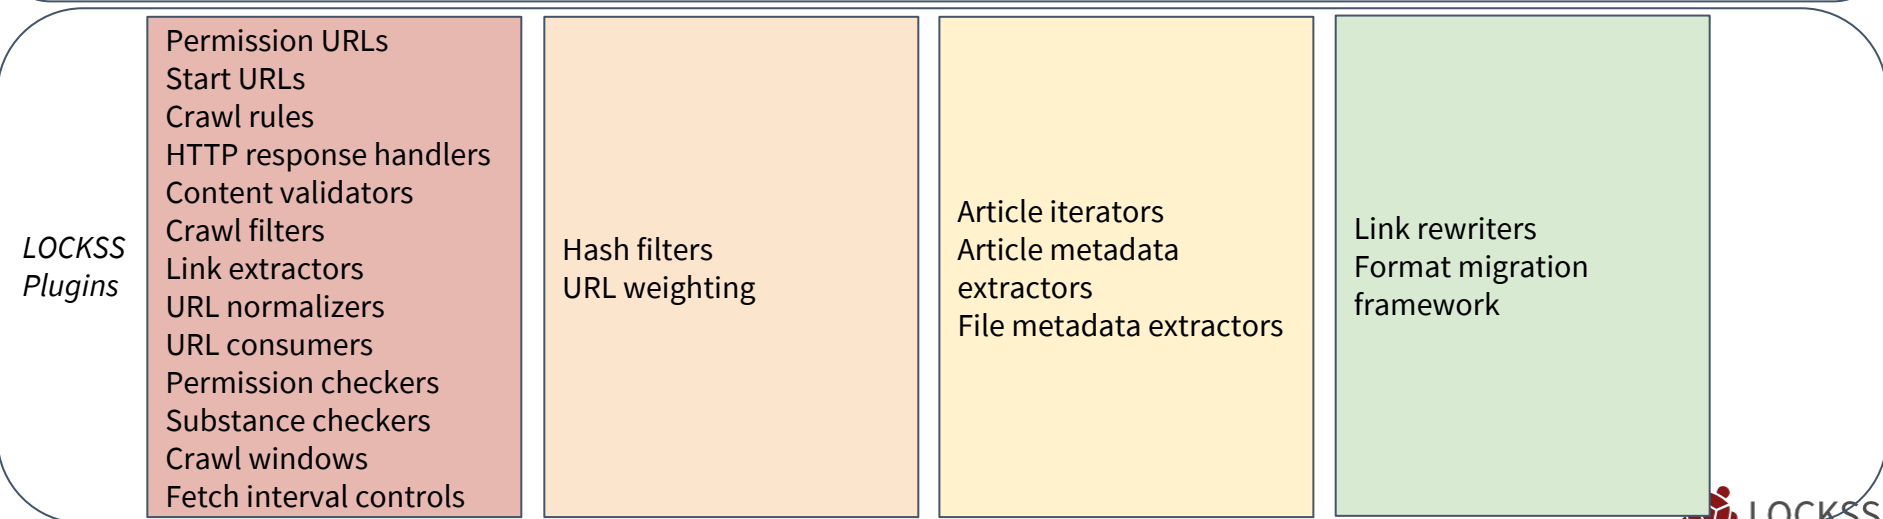 LOCKSS
Plugins
Permission URLs
Start URLs
Crawl rules
HTTP response handlers
Content validators
Crawl filters
Link extractors
URL normalizers
URL consumers
Permission checkers
Substance checkers
Crawl windows
Fetch interval controls
Hash filters
URL weighting
Article iterators
Article metadata
extractors
File metadata extractors
Link rewriters
Format migration
framework
LOCKSS